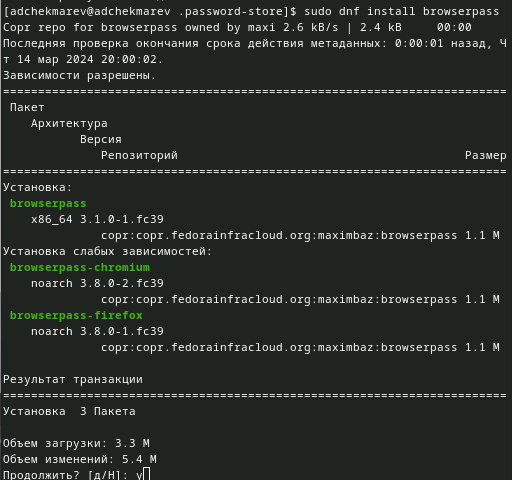 [adchekmarev@adchekmarev .password-store]$ sudo dnf install browserpass
Copr repo for browserpass owned by maxi 2.6 kB/s | 2.4 kB     00:00
Последняя проверка окончания срока действия метаданных: 0:00:01 назад, Ч
т 14 мар 2024 20:00:02.
Зависимости разрешены.
========================================================================
 Пакет
    Архитектура
           Версия
              Репозиторий                                         Размер
========================================================================
Установка:
 browserpass
    x86_64 3.1.0-1.fc39
              copr:copr.fedorainfracloud.org:maximbaz:browserpass 1.1 M
Установка слабых зависимостей:
 browserpass-chromium
    noarch 3.8.0-2.fc39
              copr:copr.fedorainfracloud.org:maximbaz:browserpass 1.1 M
 browserpass-firefox
    noarch 3.8.0-1.fc39
              copr:copr.fedorainfracloud.org:maximbaz:browserpass 1.1 M

Результат транзакции
========================================================================
Установка  3 Пакета

Объем загрузки: 3.3 M
Объем изменений: 5.4 M
Продолжить? [д/Н]: y